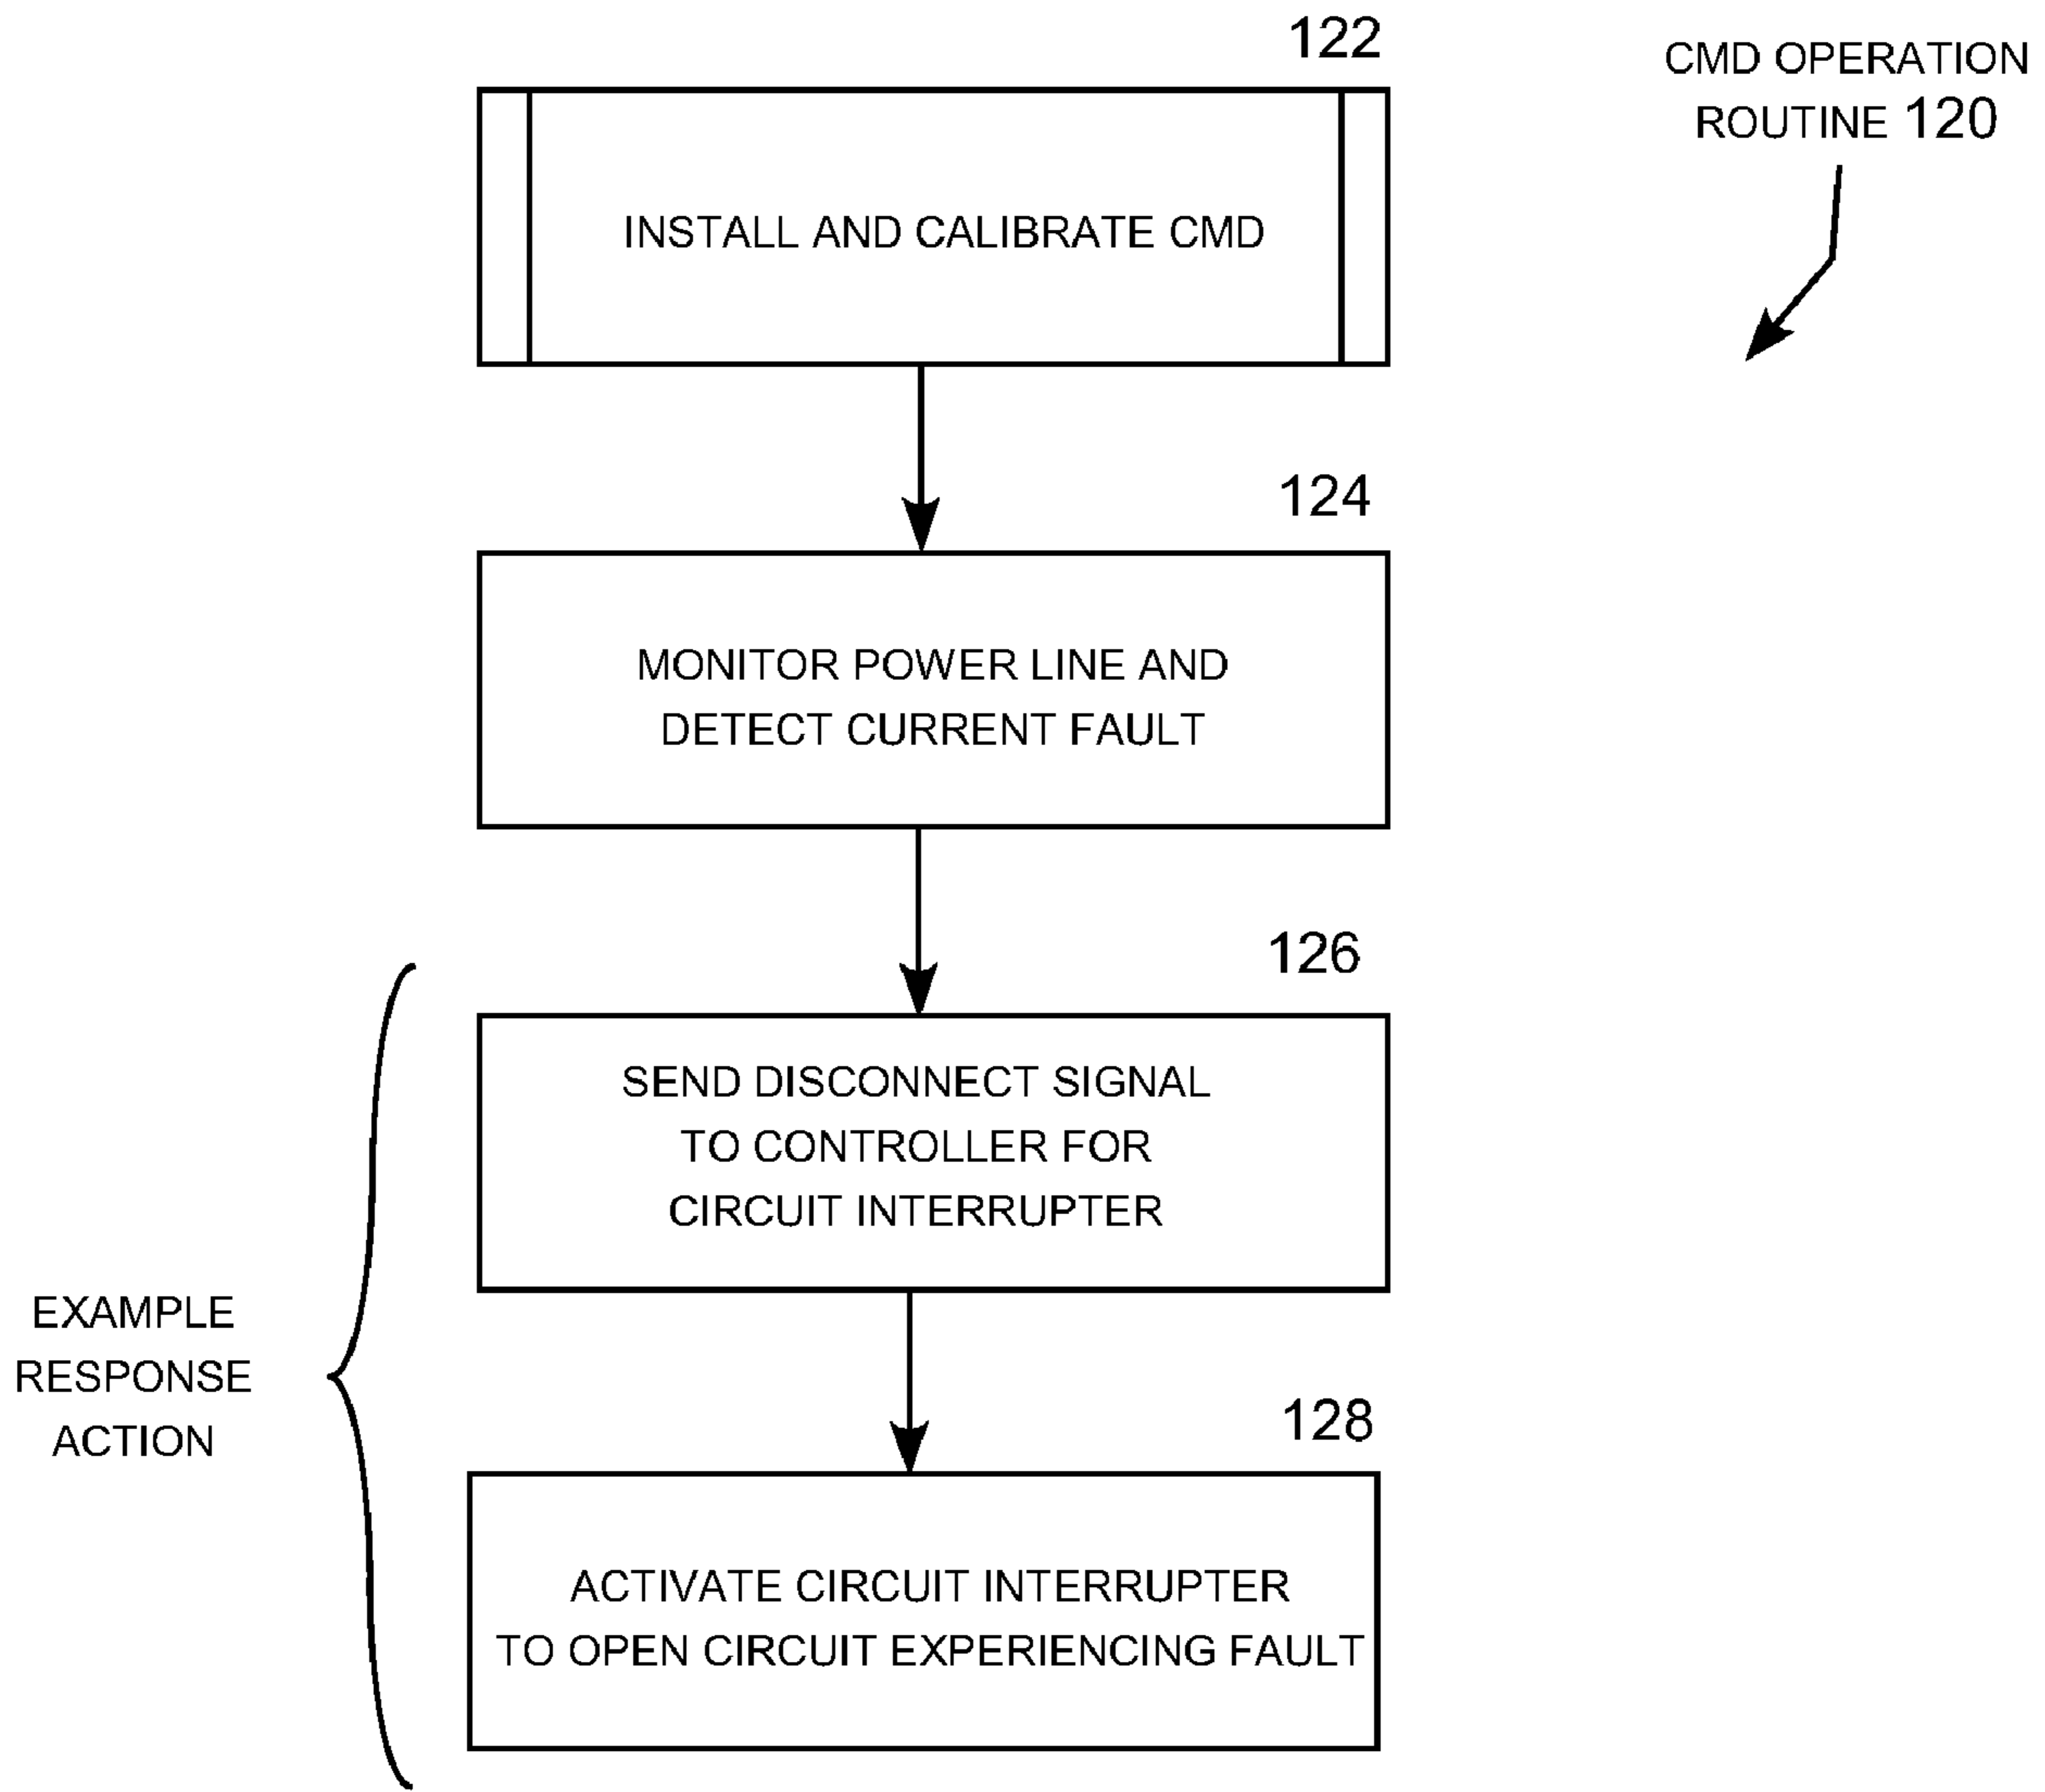 122
CMD OPERATION
ROUTINE 120
INSTALL AND CALIBRATE CMD
124
MONITOR POWER LINE AND
DETECT CURRENT FAULT
126
SEND DISCONNECT SIGNAL
TO CONTROLLER FOR
CIRCUIT INTERRUPTER
EXAMPLE
RESPONSE
ACTION
128
ACTIVATE CIRCUIT INTERRUPTER
TO OPEN CIRCUIT EXPERIENCING FAULT